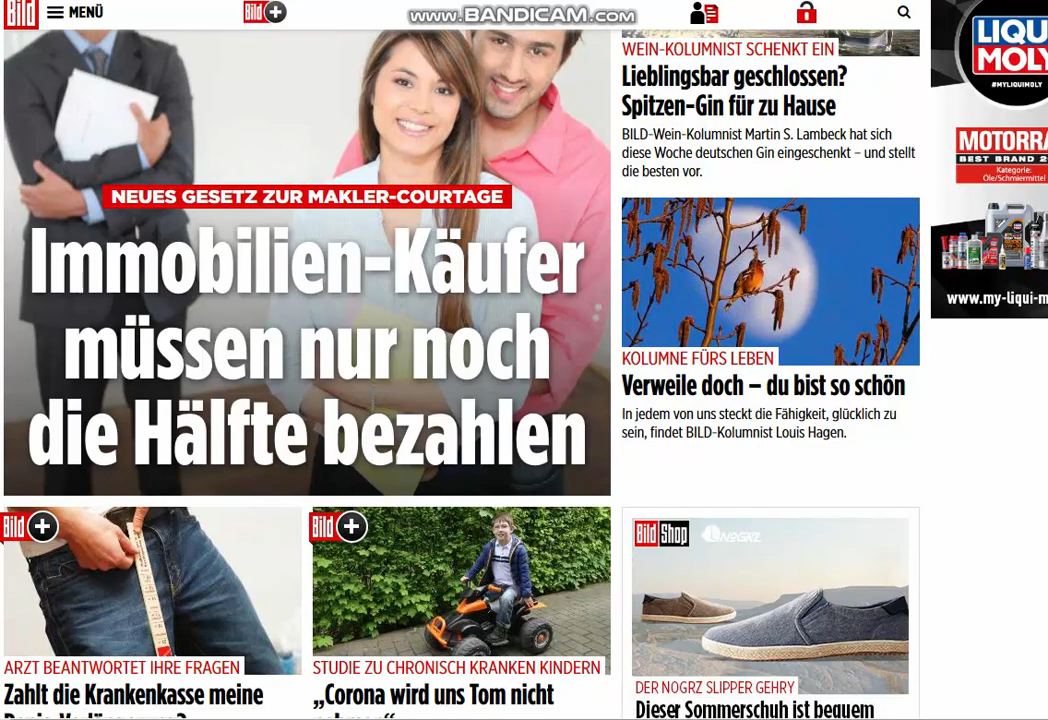 Bild
MENÜ
Bild +
www.BANDICAM.com
NEUES GESETZ ZUR MAKLER-COURTAGE
Immobilien-Käufer
müssen nur noch
die Hälfte bezahlen
WEIN-KOLUMNIST SCHENKT EIN
Lieblingsbar geschlossen?
Spitzen-Gin für zu Hause
BILD-Wein-Kolumnist Martin S. Lambeck hat sich
diese Woche deutschen Gin eingeschenkt – und stellt
die besten vor.
KOLUMNE FÜRS LEBEN
Verweile doch – du bist so schön
In jedem von uns steckt die Fähigkeit, glücklich zu
sein, findet BILD-Kolumnist Louis Hagen.
Bild +
ARZT BEANTWORTET IHRE FRAGEN
Zahlt die Krankenkasse meine
Bild +
STUDIE ZU CHRONISCH KRANKEN KINDERN
„Corona wird uns Tom nicht
Bild Shop
NOGRZ
DER NOGRZ SLIPPER GEHRY
Dieser Sommerschuh ist bequem
LIQU
MOLY
#MYLIQUIMOLY
MOTORRA
BEST BRAND 2
Kategorie:
Öle/Schmiermittel
www.my-liqui-m